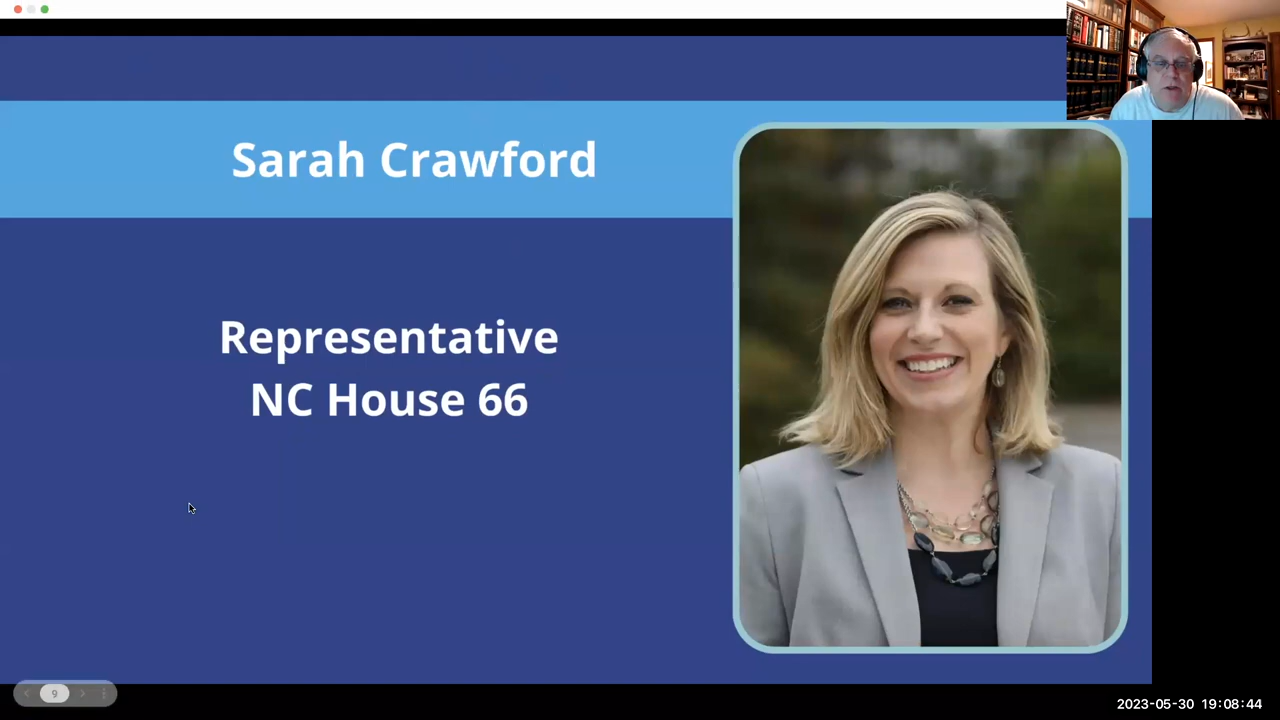 Sarah Crawford
Representative
NC House 66
9
2023-05-30 19:08:44